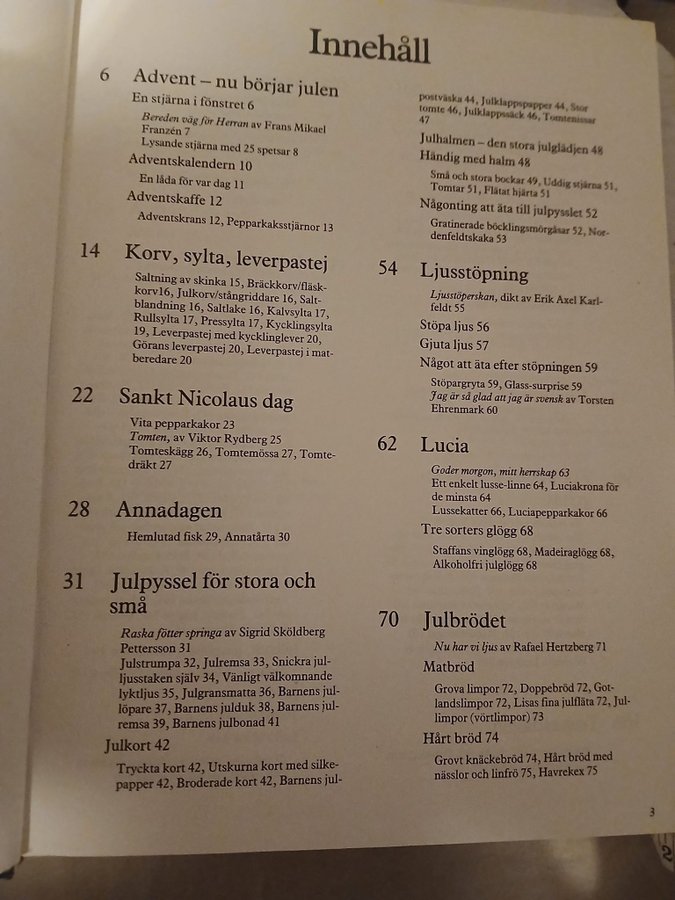 Innehåll
6 Advent – nu börjar julen
En stjärna i fönstret 6
Bereden väg för Herran av Frans Mikael
Franzén 7
Lysande stjärna med 25 spetsar 8
Adventskalendern 10
En låda för var dag 11
Adventskaffe 12
Adventskrans 12, Pepparkaksstjärnor 13
14 Korv, sylta, leverpastej
Saltning av skinka 15, Bräckkorv/fläsk-
korv16, Julkorv/stångriddare 16, Salt-
blandning 16, Saltlake 16, Kalvsylta 17,
Rullsylta 17, Pressylta 17, Kycklingsylta
19, Leverpastej med kycklinglever 20,
Görans leverpastej 20, Leverpastej i mat-
beredare 20
22 Sankt Nicolaus dag
Vita pepparkakor 23
Tomten, av Viktor Rydberg 25
Tomteskägg 26, Tomtemössa 27, Tomte-
dräkt 27
28 Annadagen
Hemlutad fisk 29, Annatårta 30
31 Julpyssel för stora och
små
Raska fötter springa av Sigrid Sköldberg
Pettersson 31
Julstrumpa 32, Julremsa 33, Snickra jul-
ljusstaken själv 34, Vänligt välkomnande
lyktljus 35, Julgransmatta 36, Barnens jul-
löpare 37, Barnens julduk 38, Barnens jul-
remsa 39, Barnens julbonad 41
Julkort 42
Tryckta kort 42, Utskurna kort med silke-
papper 42, Broderade kort 42, Barnens jul-
postväska 44, Julklappspapper 44, Stor
tomte 46, Julklappssäck 46, Tomtenissar
47
Julhalmen – den stora julglädjen 48
Händig med halm 48
Små och stora bockar 49, Uddig stjärna 51,
Tomtar 51, Flätat hjärta 51
Någonting att äta till julpysslet 52
Gratinerade böcklingsmörgåsar 52, Nor-
denfeldtskaka 53
54 Ljusstöpning
Ljusstöperskan, dikt av Erik Axel Karl-
feldt 55
Stöpa ljus 56
Gjuta ljus 57
Något att äta efter stöpningen 59
Stöpargryta 59, Glass-surprise 59
Jag är så glad att jag är svensk av Torsten
Ehrenmark 60
62 Lucia
Goder morgon, mitt herrskap 63
Ett enkelt lusse-linne 64, Luciakrona för
de minsta 64
Lussekatter 66, Luciapepparkakor 66
Tre sorters glögg 68
Staffans vinglögg 68, Madeiraglögg 68,
Alkoholfri julglögg 68
70 Julbrödet
Nu har vi ljus av Rafael Hertzberg 71
Matbröd
Grova limpor 72, Doppebröd 72, Got-
landslimpor 72, Lisas fina julfläta 72, Jul-
limpor (vörtlimpor) 73
Hårt bröd 74
Grovt knäckebröd 74, Hårt bröd med
nässlor och linfrö 75, Havrekex 75
3